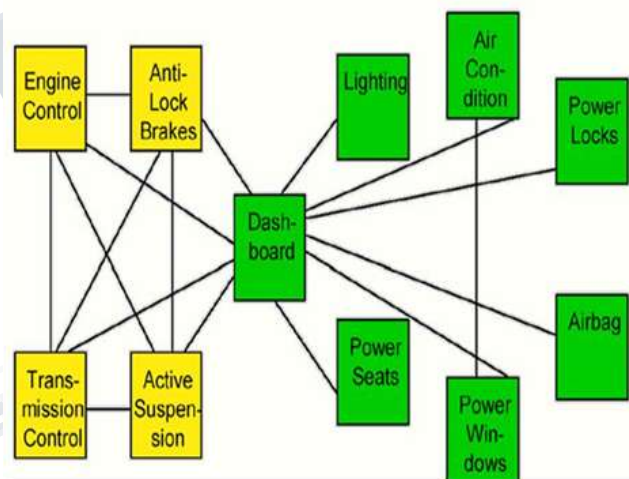 Engine
Control
Anti-
Lock
Brakes
Lighting
Air
Con-
dition
Power
Locks
Dash-
board
Trans-
mission
Control
Active
Suspen-
sion
Power
Seats
Power
Win-
dows
Airbag